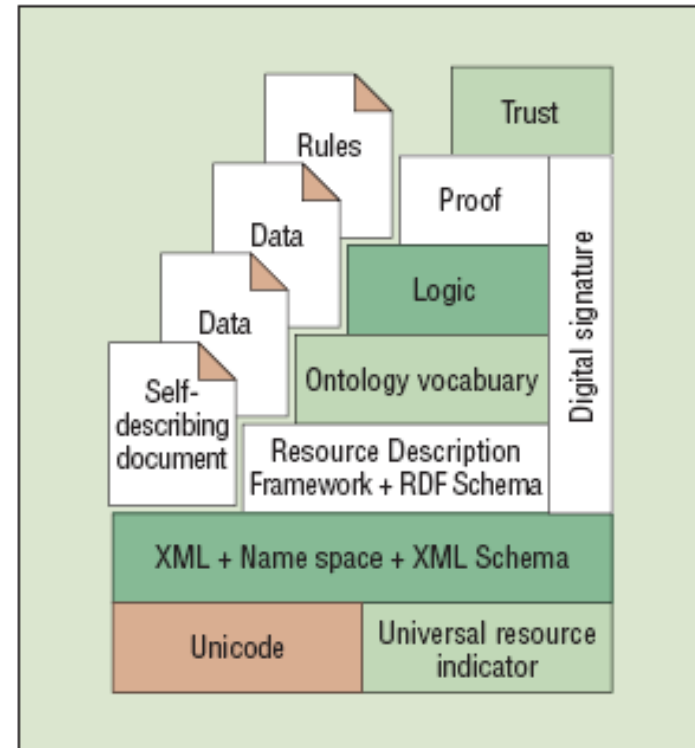 Trust
Rules
Proof
Data
Logic
Data
Ontology vocabuary
Self-
describing
document
Resource Description
Framework + RDF Schema
Digital signature
XML + Name space + XML Schema
Unicode
Universal resource
indicator